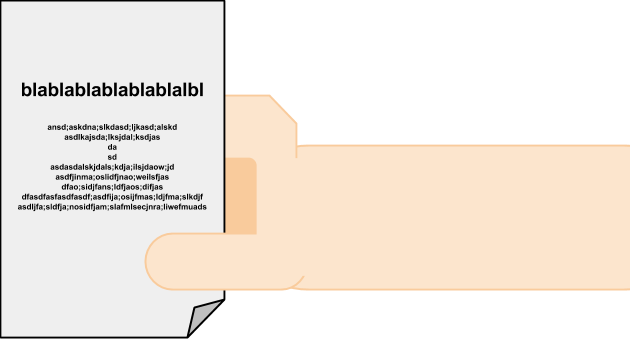 blablablablablablalbl
ansd;askdna;slkdasd;ljkasd;alskd
asdlkajsda;lksjdal;ksdjas
da
sd
asdasdalskjdals;kdja;ilsjdaow;jd
asdfjinma;oslidfjnao;weilsfjas
dfao;sidjfans;ldfjaos;difjas
dfasdfasfasdfasdf;asdfija;osijfmas;ldjfma;slkdjf
asdljfa;sldfja;nosidfjam;slafmlsecjnra;liwefmuads